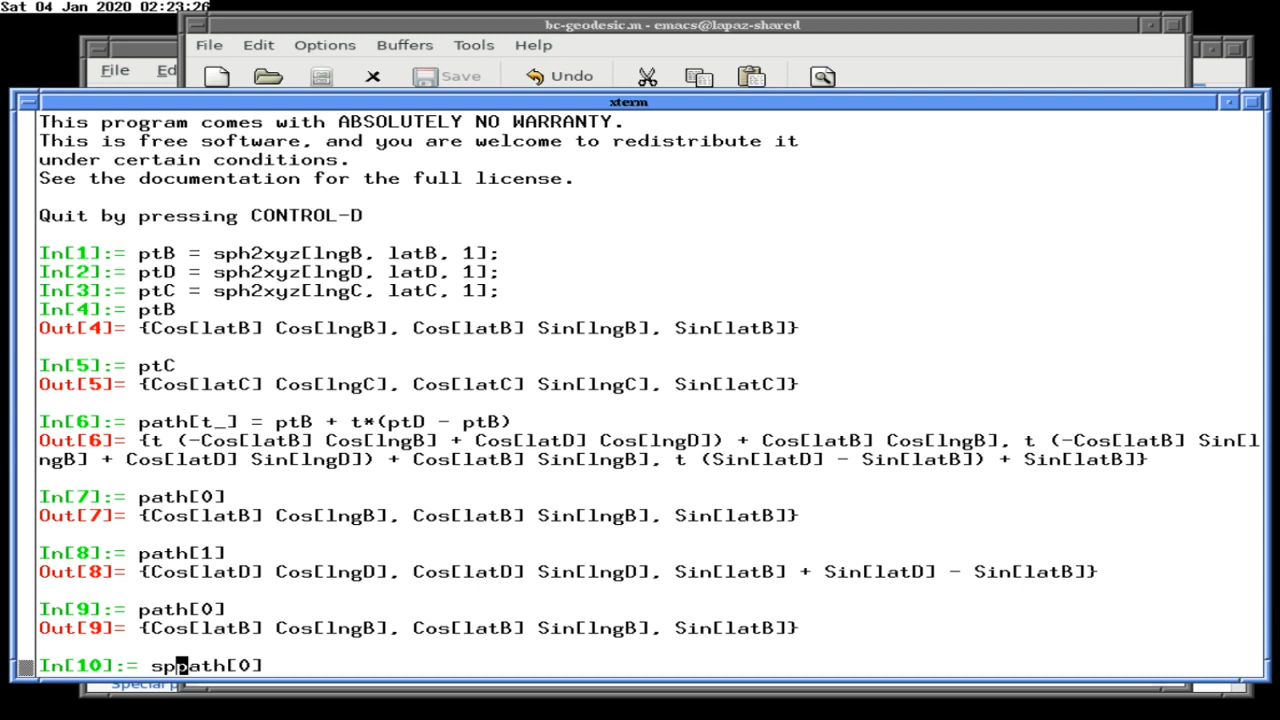 Sat 04 Jan 2020 02:23:26
bc-geodesic.m - emacs@lapaz-shared
File Edit Options Buffers Tools Help
File Ed
Save Undo
xterm
This program comes with ABSOLUTELY NO WARRANTY.
This is free software, and you are welcome to redistribute it
under certain conditions.
See the documentation for the full license.
Quit by pressing CONTROL-D
In[1]:= ptB = sph2xyz[lngB, latB, 1];
In[2]:= ptD = sph2xyz[lngD, latD, 1];
In[3]:= ptC = sph2xyz[lngC, latC, 1];
In[4]:= ptB
Out[4]= {Cos[latB] Cos[lngB], Cos[latB] Sin[lngB], Sin[latB]}
In[5]:= ptC
Out[5]= {Cos[latC] Cos[lngC], Cos[latC] Sin[lngC], Sin[latC]}
In[6]:= path[t_] = ptB + t*(ptD - ptB)
Out[6]= {t (-Cos[latB] Cos[lngB] + Cos[latD] Cos[lngD]) + Cos[latB] Cos[lngB], t (-Cos[latB] Sin[l
ngB] + Cos[latD] Sin[lngD]) + Cos[latB] Sin[lngB], t (Sin[latD] - Sin[latB]) + Sin[latB]}
In[7]:= path[0]
Out[7]= {Cos[latB] Cos[lngB], Cos[latB] Sin[lngB], Sin[latB]}
In[8]:= path[1]
Out[8]= {Cos[latD] Cos[lngD], Cos[latD] Sin[lngD], Sin[latB] + Sin[latD] - Sin[latB]}
In[9]:= path[0]
Out[9]= {Cos[latB] Cos[lngB], Cos[latB] Sin[lngB], Sin[latB]}
In[10]:= sppath[0]